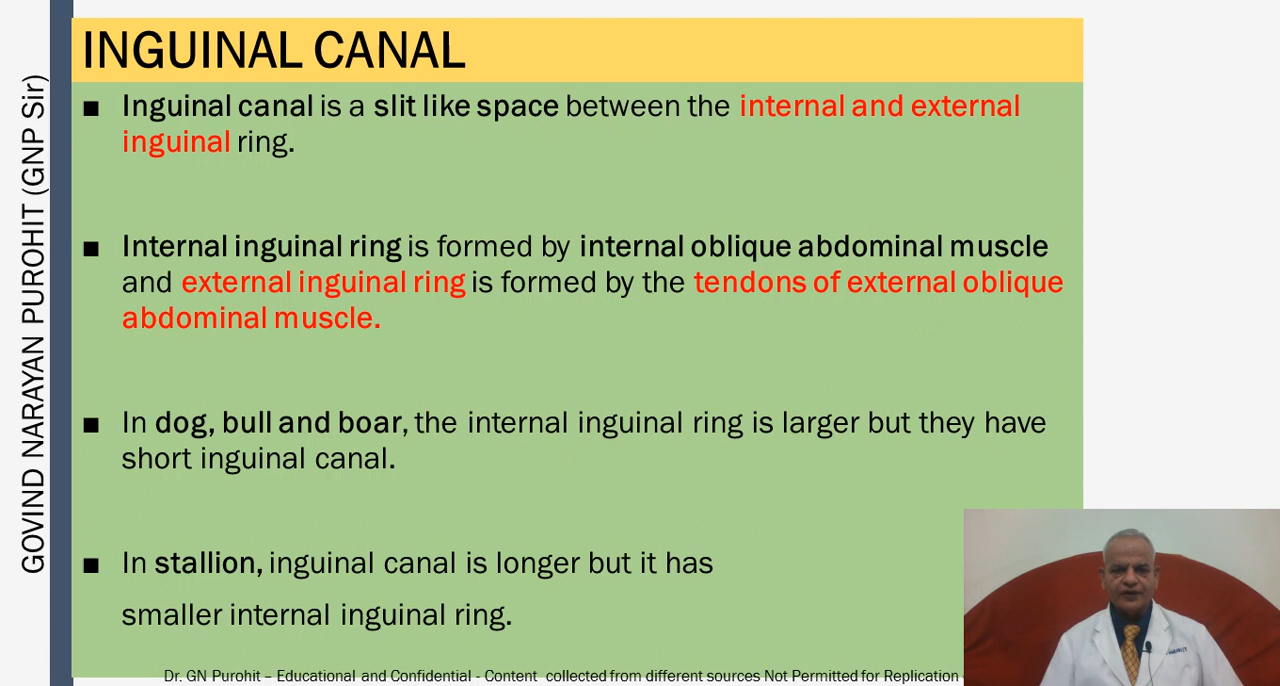 INGUINAL CANAL
■ Inguinal canal is a slit like space between the internal and external
inguinal ring.
■ Internal inguinal ring is formed by internal oblique abdominal muscle
and external inguinal ring is formed by the tendons of external oblique
abdominal muscle.
■ In dog, bull and boar, the internal inguinal ring is larger but they have
short inguinal canal.
■ In stallion, inguinal canal is longer but it has
smaller internal inguinal ring.
Dr. GN Purohit – Educational and Confidential - Content collected from different sources Not Permitted for Replication
GOVIND NARAYAN PUROHIT (GNP Sir)